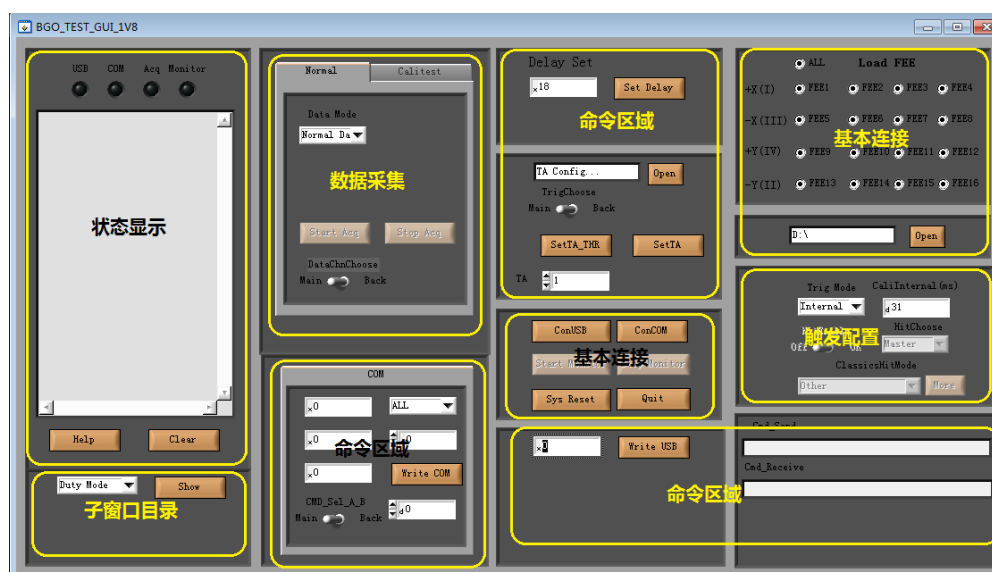 BGO_TEST_GUI_1V8
USB COM Acq Monitor
状态显示
Help Clear
Duty Mode Show
子窗口目录
Normal Calitest
Data Mode
Normal Da
数据采集
Start Acq Stop Acq
DataChnChoose
Main Back
COM
x0 ALL
x0
命令区域
x0 Write COM
CMD_Sel_A_B
Main Back d0
Delay Set
x18 Set Delay
命令区域
TA Config... Open
TrigChoose
Main Back
SetTA_THR SetTA
TA 1
ConUSB ConCOM
基本连接
Sys Reset Quit
Write USB
命令区域
ALL Load FEE
+X(I) FEE1 FEE2 FEE3 FEE4
-X(III) FEE5 FEE6 FEE7 FEE8
基本连接
+Y(IV) FEE9 FEE10 FEE11 FEE12
-Y(II) FEE13 FEE14 FEE15 FEE16
D:\ Open
Trig Mode CaliInternal(ms)
Internal d31
HitChoose
触发配置
Off On Master
ClassicsHitMode
Other More
Cmd_Send
Cmd_Receive